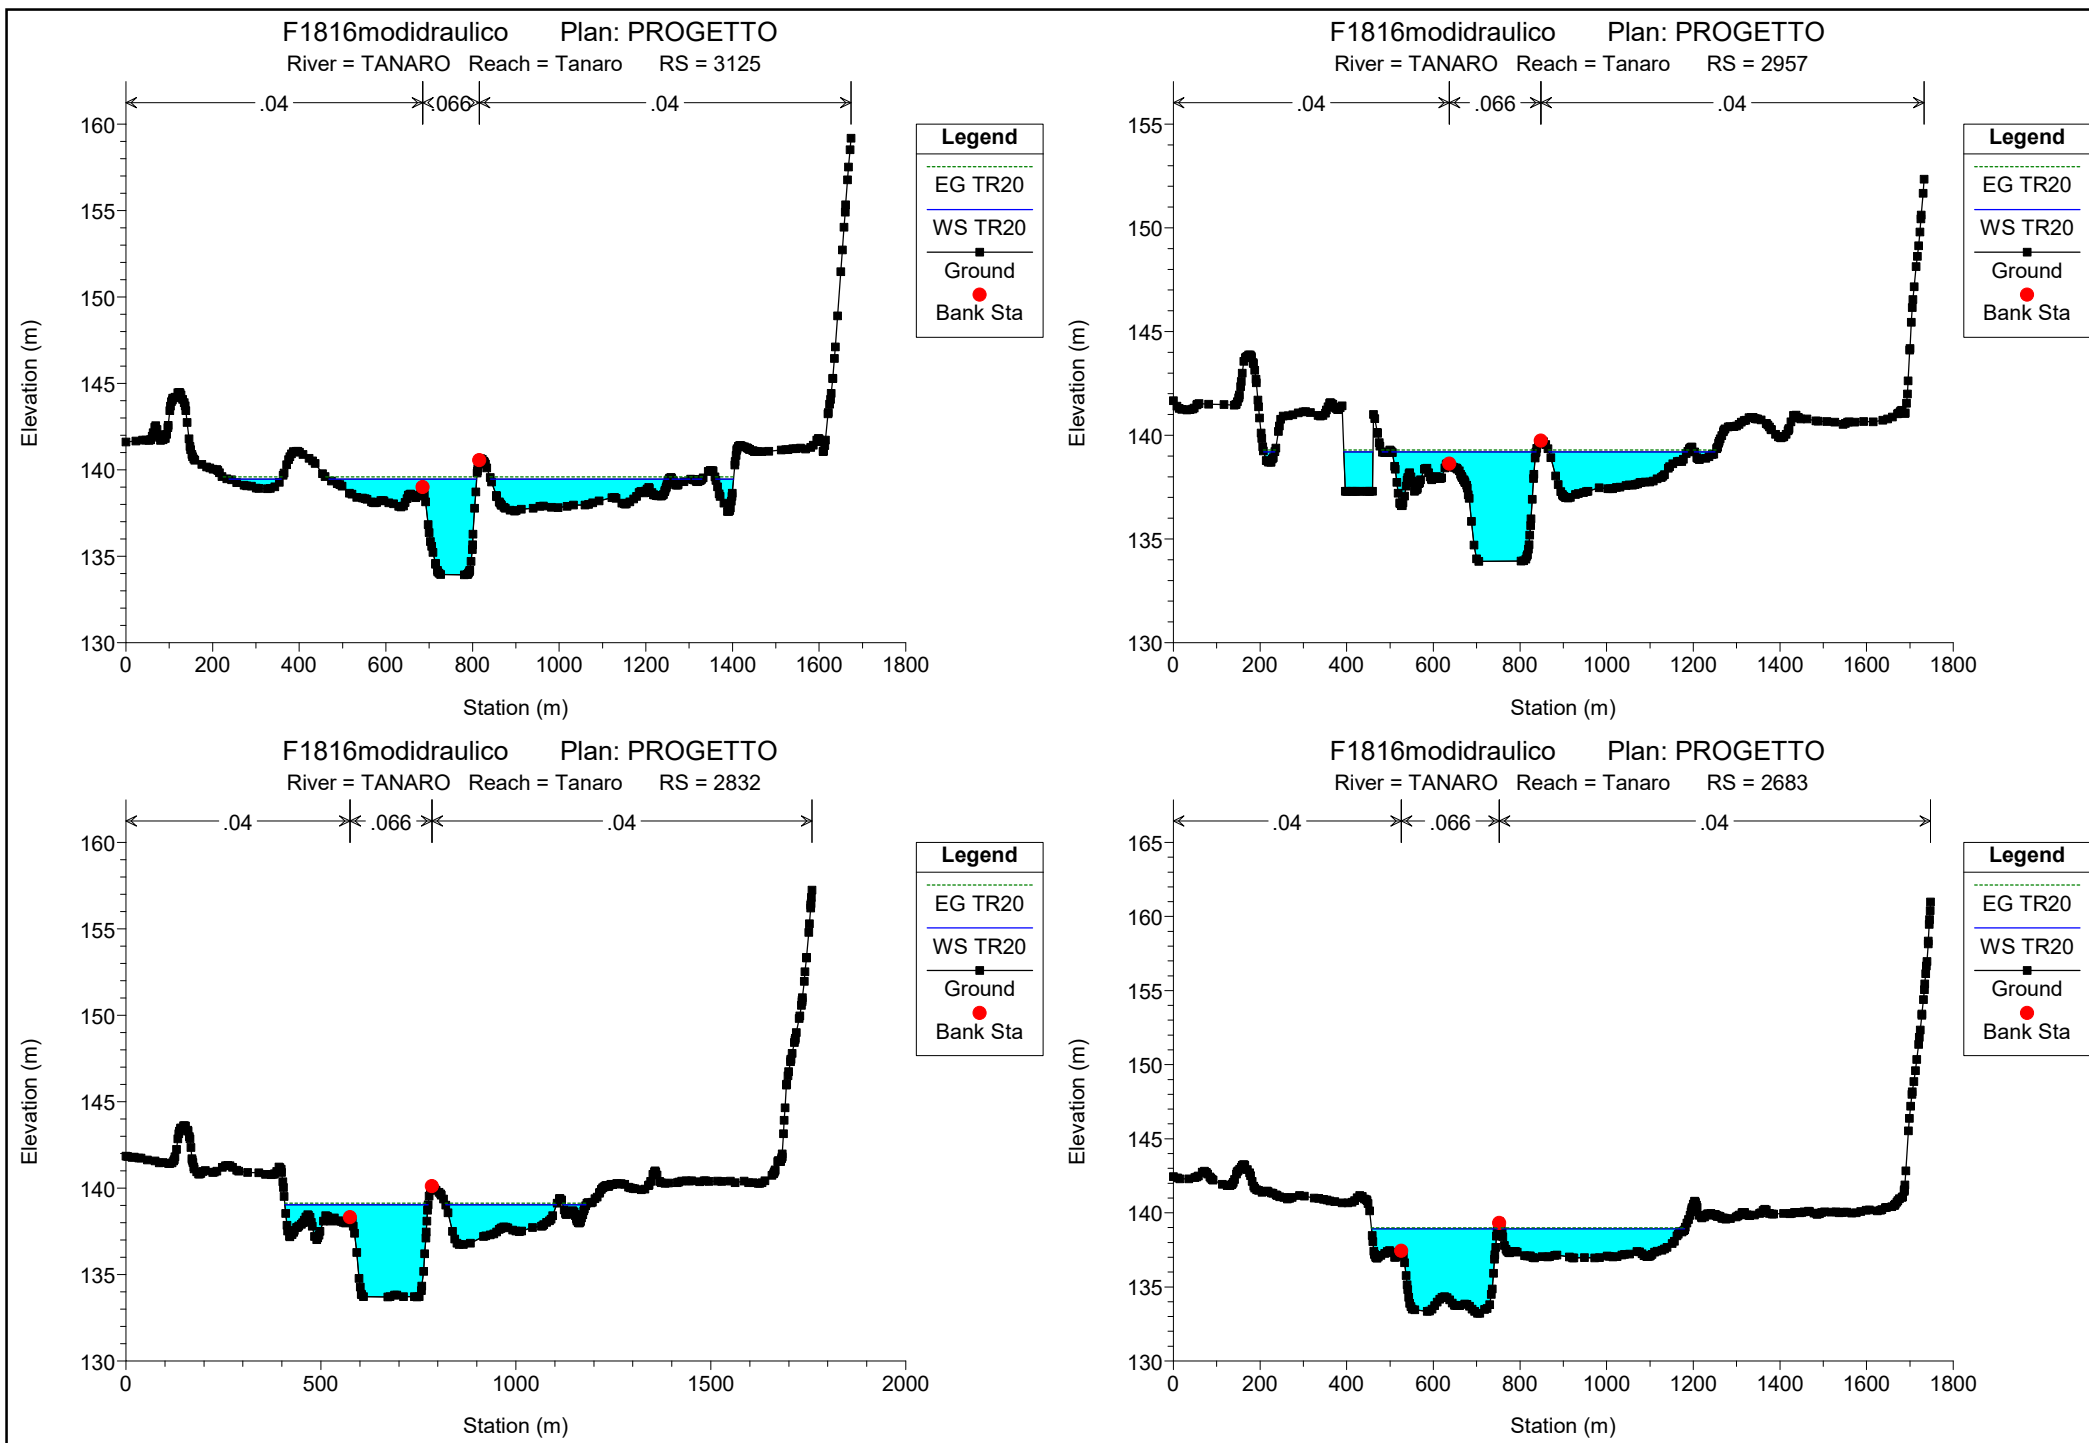 F1816modidraulico Plan: PROGETTO
River = TANARO Reach = Tanaro RS = 3125
.04 .066 .04
160
155
150
145
140
135
130
0 200 400 600 800 1000 1200 1400 1600 1800
Station (m)
Elevation (m)
Legend
EG TR20
WS TR20
Ground
Bank Sta
F1816modidraulico Plan: PROGETTO
River = TANARO Reach = Tanaro RS = 2957
.04 .066 .04
155
150
145
140
135
130
0 200 400 600 800 1000 1200 1400 1600 1800
Station (m)
Elevation (m)
Legend
EG TR20
WS TR20
Ground
Bank Sta
F1816modidraulico Plan: PROGETTO
River = TANARO Reach = Tanaro RS = 2832
.04 .066 .04
160
155
150
145
140
135
130
0 500 1000 1500 2000
Station (m)
Elevation (m)
Legend
EG TR20
WS TR20
Ground
Bank Sta
F1816modidraulico Plan: PROGETTO
River = TANARO Reach = Tanaro RS = 2683
.04 .066 .04
165
160
155
150
145
140
135
130
0 200 400 600 800 1000 1200 1400 1600 1800
Station (m)
Elevation (m)
Legend
EG TR20
WS TR20
Ground
Bank Sta